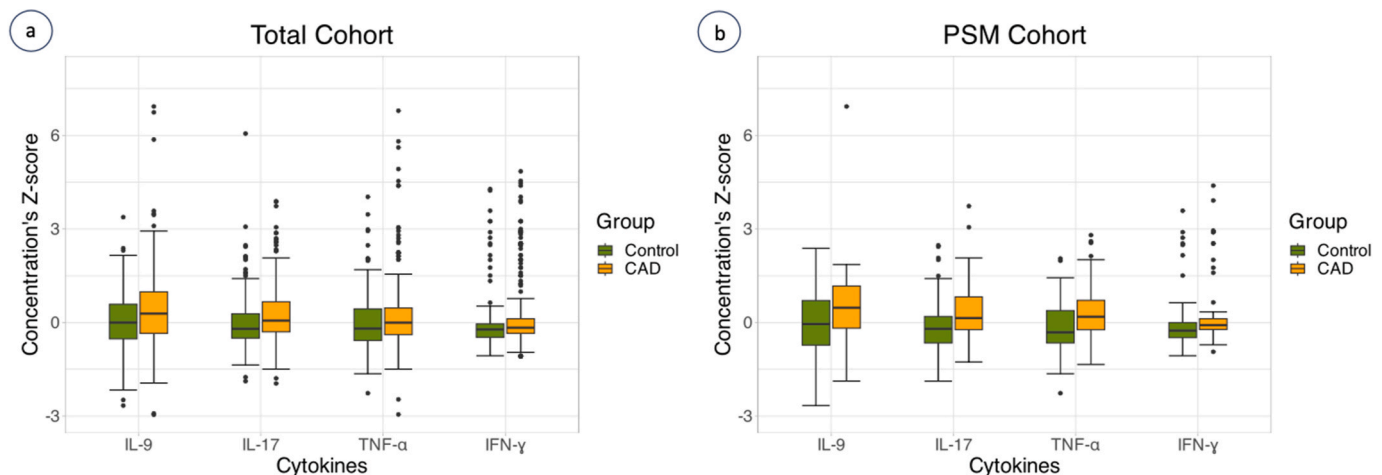 a
Total Cohort
Concentration's Z-score
6
3
0
-3
IL-9 IL-17 TNF-α IFN-ɣ
Cytokines
Group
Control
CAD
b
PSM Cohort
Concentration's Z-score
6
3
0
-3
IL-9 IL-17 TNF-α IFN-ɣ
Cytokines
Group
Control
CAD